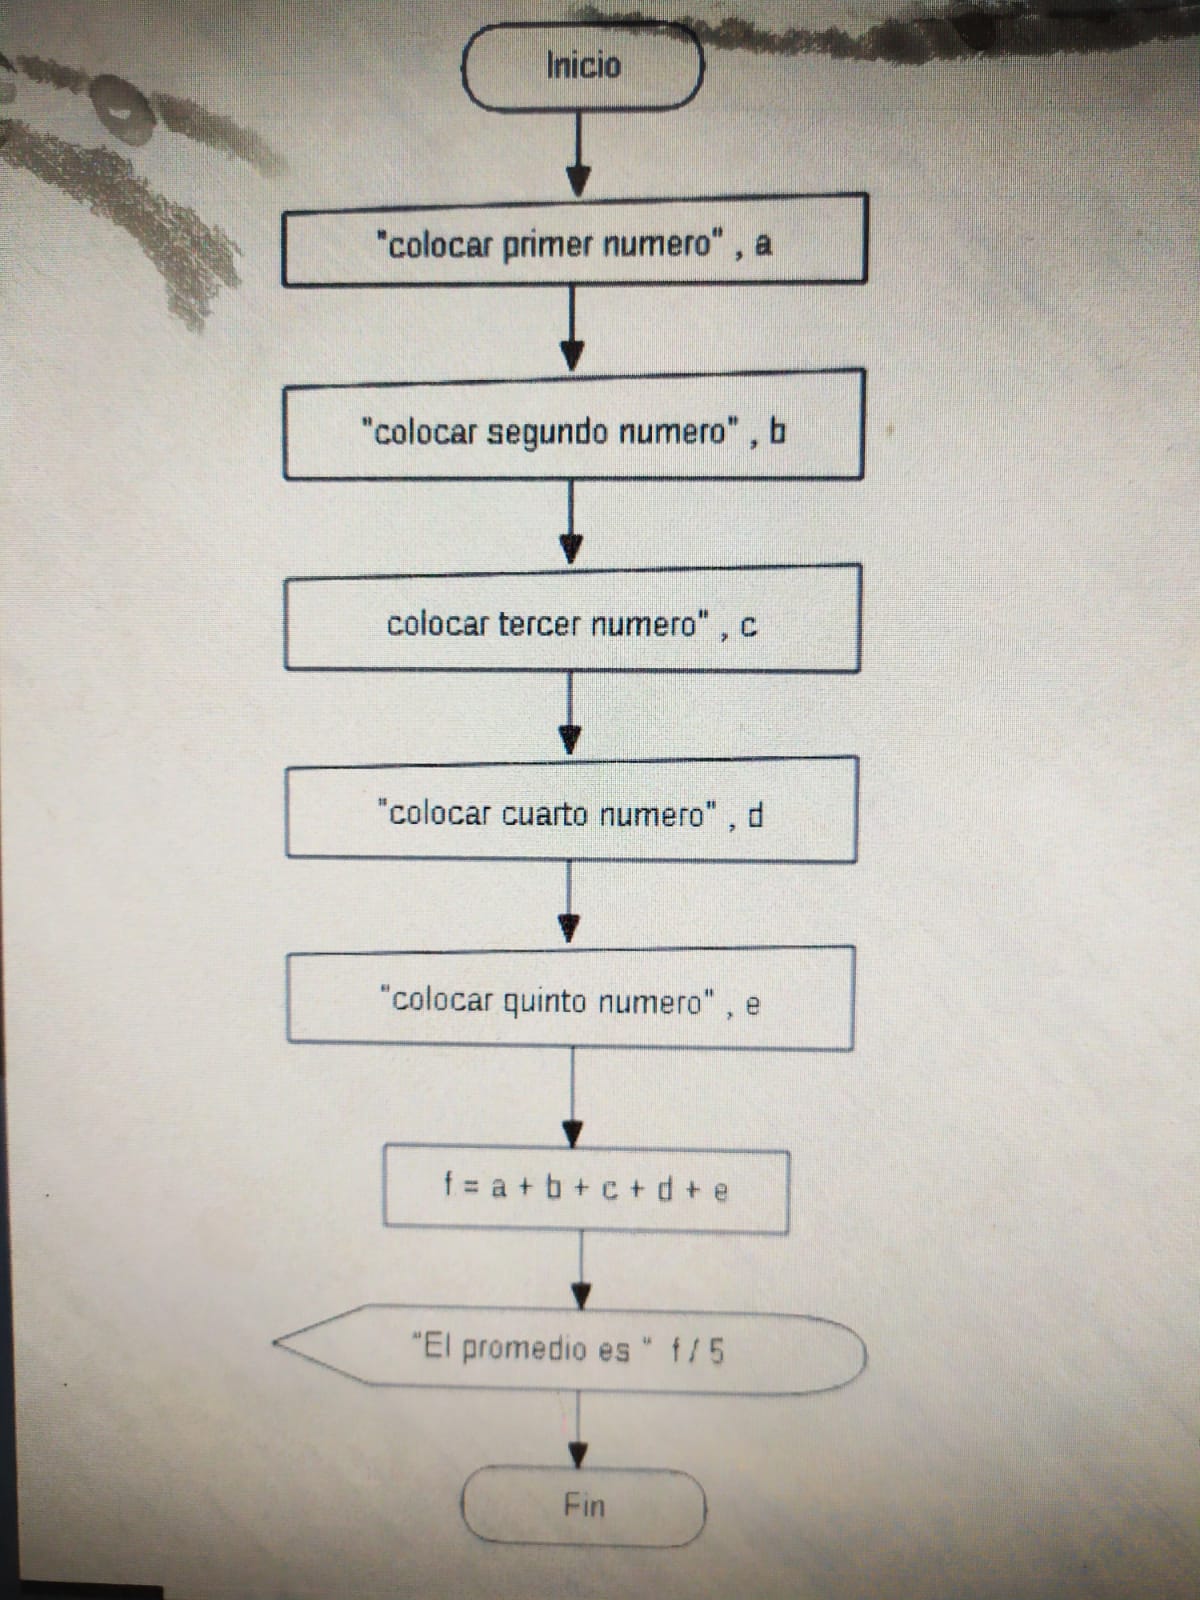 Inicio
"colocar primer numero" , a
"colocar segundo numero" , b
colocar tercer numero" , c
"colocar cuarto numero" , d
"colocar quinto numero" , e
f = a + b + c + d + e
"El promedio es " f / 5
Fin